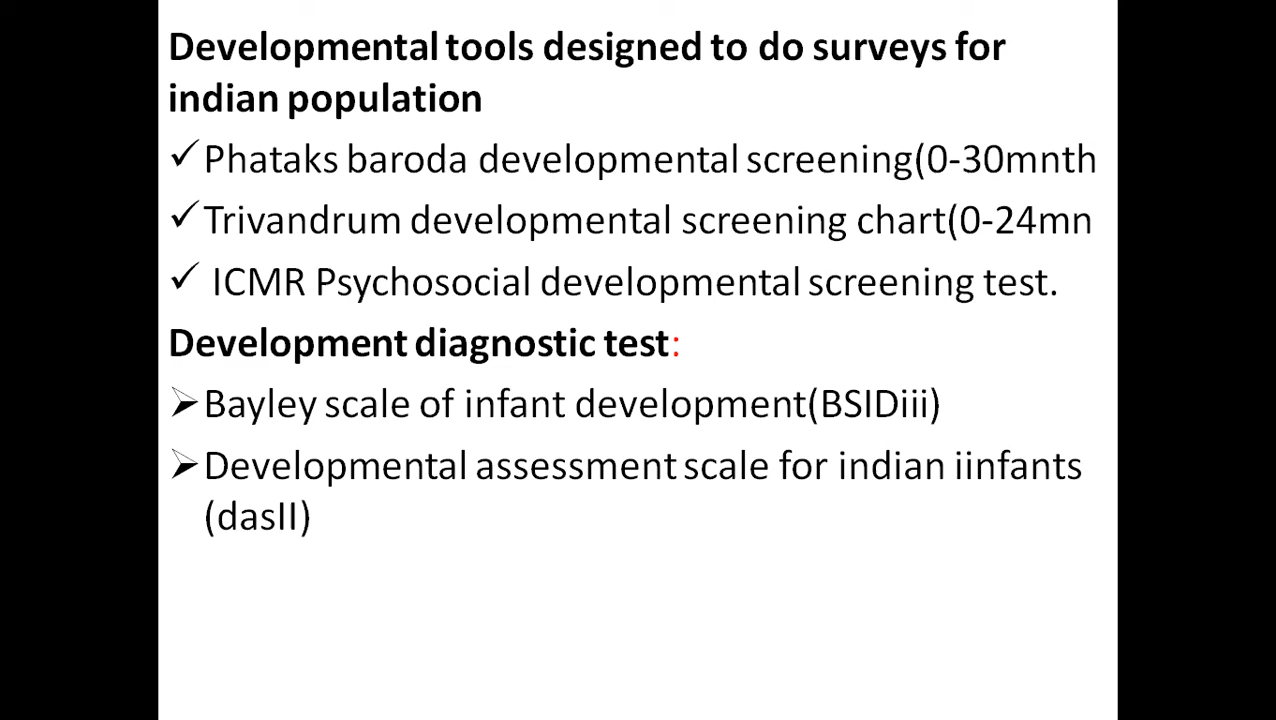 Developmental tools designed to do surveys for
indian population
✓Phataks baroda developmental screening(0-30mnth
✓Trivandrum developmental screening chart(0-24mn
✓ ICMR Psychosocial developmental screening test.
Development diagnostic test:
➢Bayley scale of infant development(BSIDiii)
➢Developmental assessment scale for indian iinfants
(dasII)